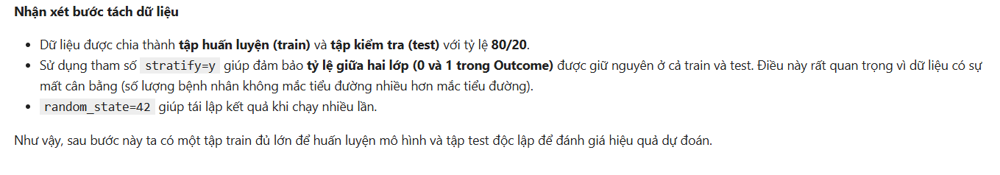 Nhận xét bước tách dữ liệu
• Dữ liệu được chia thành tập huấn luyện (train) và tập kiểm tra (test) với tỷ lệ 80/20.
• Sử dụng tham số stratify=y giúp đảm bảo tỷ lệ giữa hai lớp (0 và 1 trong Outcome) được giữ nguyên ở cả train và test. Điều này rất quan trọng vì dữ liệu có sự
mất cân bằng (số lượng bệnh nhân không mắc tiểu đường nhiều hơn mắc tiểu đường).
• random_state=42 giúp tái lập kết quả khi chạy nhiều lần.
Như vậy, sau bước này ta có một tập train đủ lớn để huấn luyện mô hình và tập test độc lập để đánh giá hiệu quả dự đoán.